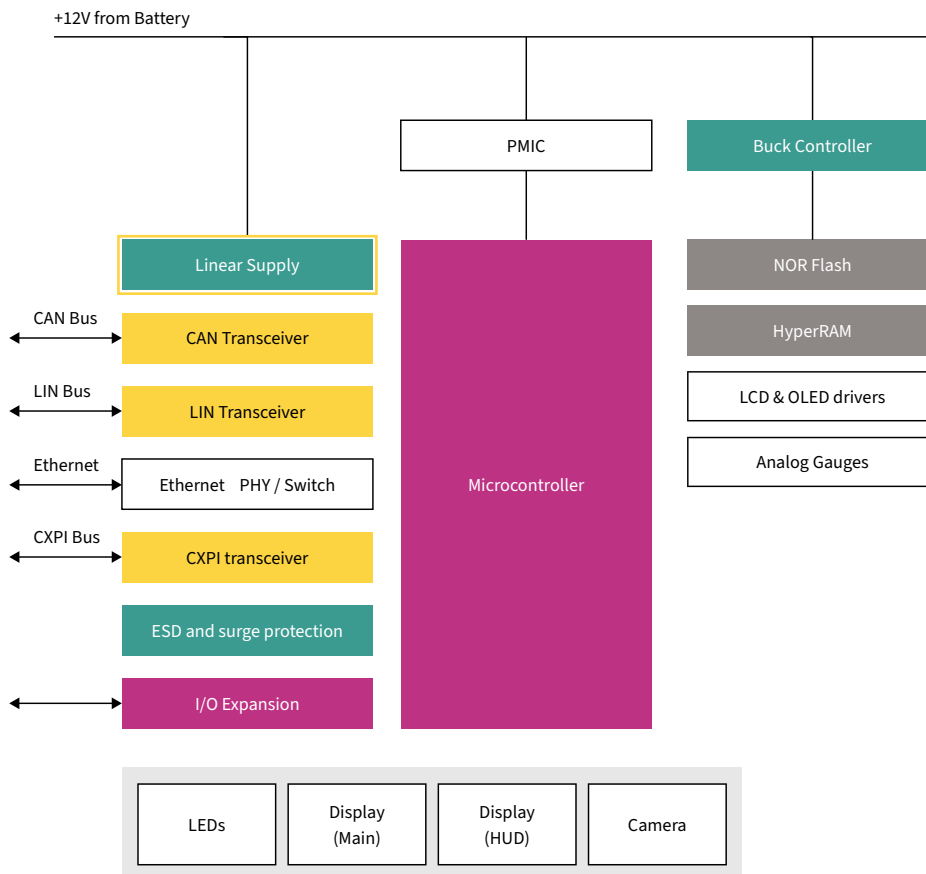 +12V from Battery
PMIC
Buck Controller
Linear Supply
NOR Flash
CAN Bus
CAN Transceiver
HyperRAM
LIN Bus
LIN Transceiver
LCD & OLED drivers
Analog Gauges
Ethernet
Ethernet PHY / Switch
Microcontroller
CXPI Bus
CXPI transceiver
ESD and surge protection
I/O Expansion
LEDs
Display
(Main)
Display
(HUD)
Camera